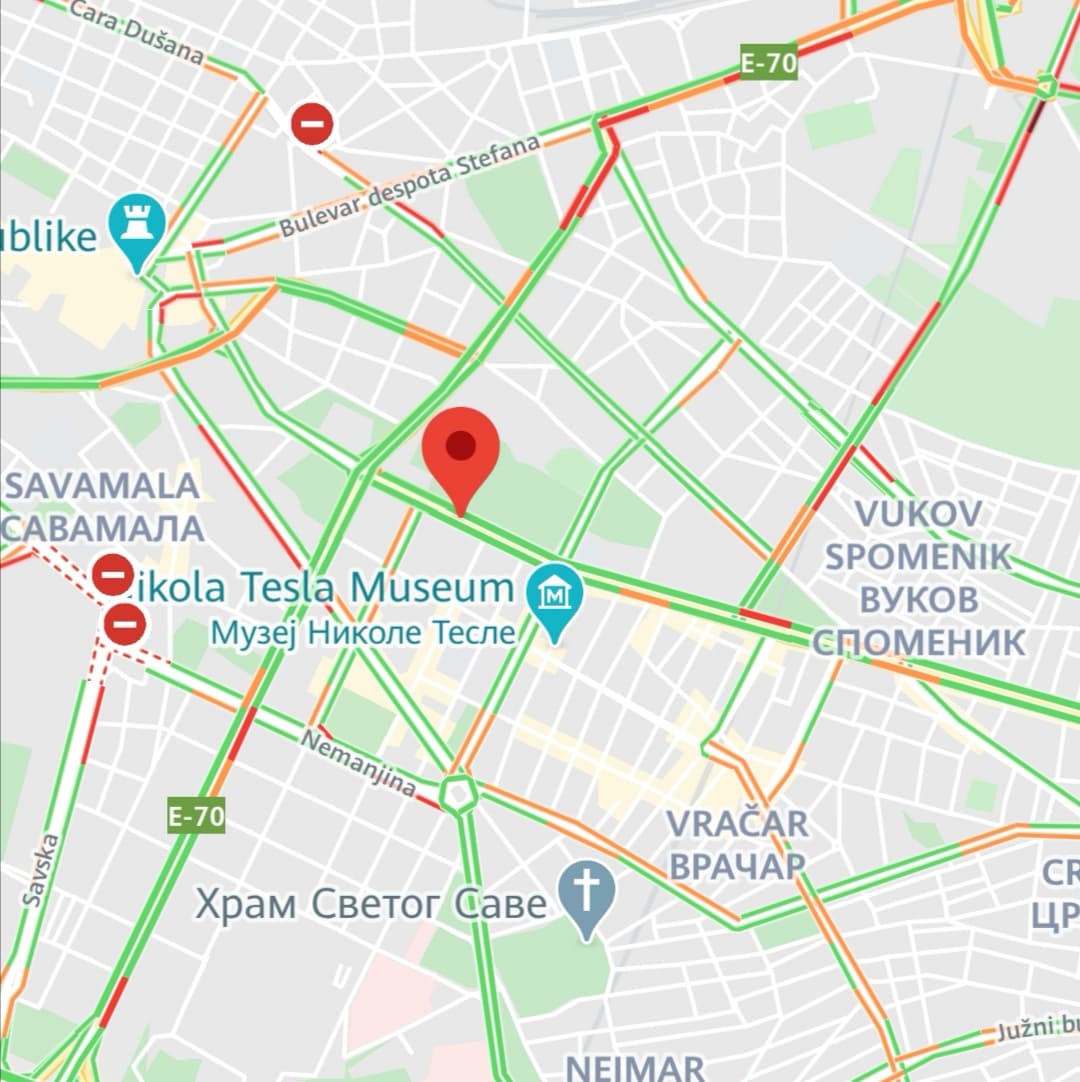 Cara Dušana
E-70
Bulevar despota Stefana
ublike
SAVAMALA
САВАМАЛА
ikola Tesla Museum
Музеј Николе Тесле
VUKOV
SPOMENIK
ВУКОВ
СПОМЕНИК
Nemanjina
E-70
VRAČAR
ВРАЧАР
Savska
Храм Светог Саве
CR
ЦР
Južni bu
NEIMAR